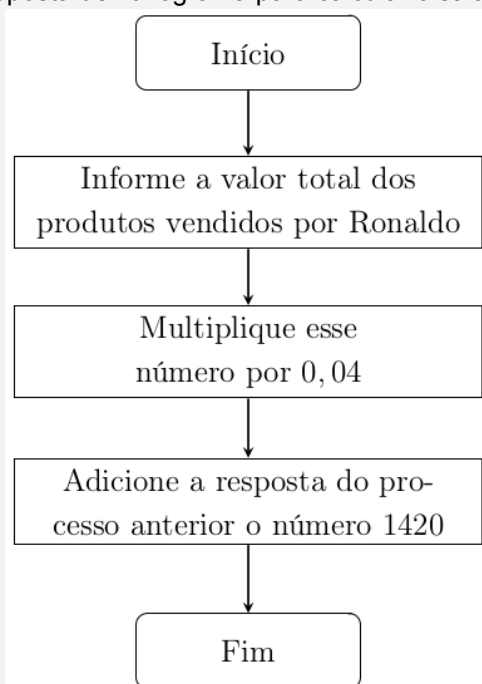 Início
Informe a valor total dos
produtos vendidos por Ronaldo
Multiplique esse
número por 0, 04
Adicione a resposta do pro-
cesso anterior o número 1420
Fim